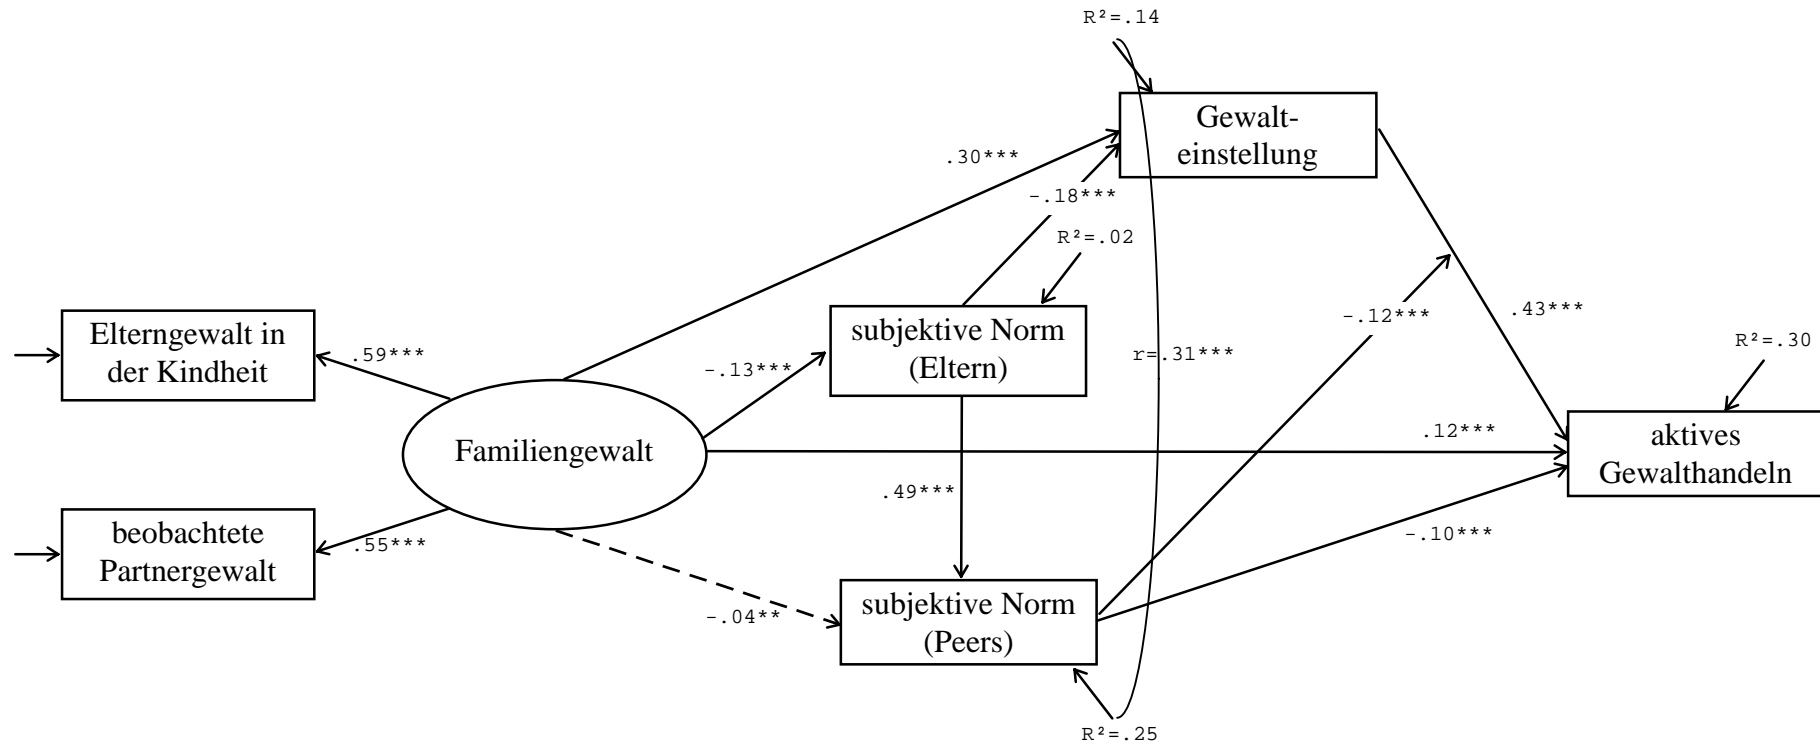 R²=.14
Gewalt-
einstellung
.30***
-.18***
R²=.02
Elterngewalt in
der Kindheit
.59***
subjektive Norm
(Eltern)
-.13***
-.12***
.43***
r=.31***
R²=.30
Familiengewalt
.12***
aktives
Gewalthandeln
.49***
beobachtete
Partnergewalt
.55***
-.10***
subjektive Norm
(Peers)
-.04**
R²=.25